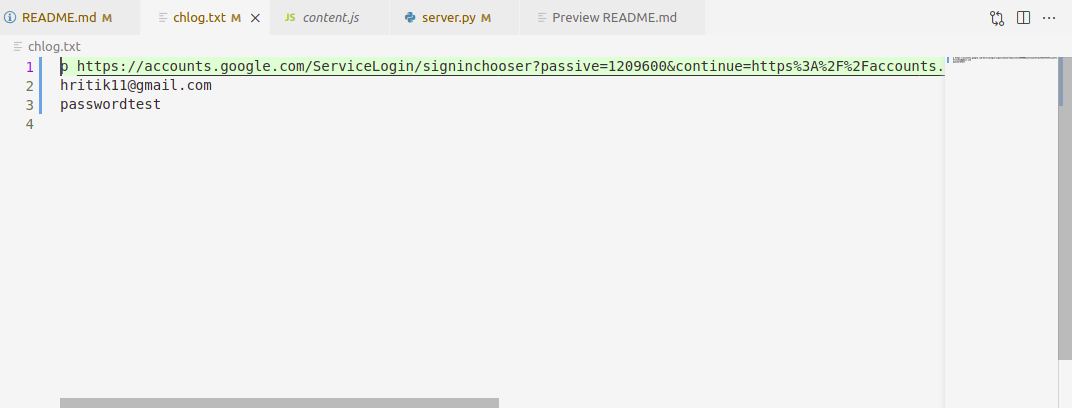 README.md M chlog.txt M content.js server.py M Preview README.md
chlog.txt
1 p https://accounts.google.com/ServiceLogin/signinchooser?passive=1209600&continue=https%3A%2F%2Faccounts.
2 hritik11@gmail.com
3 passwordtest
4